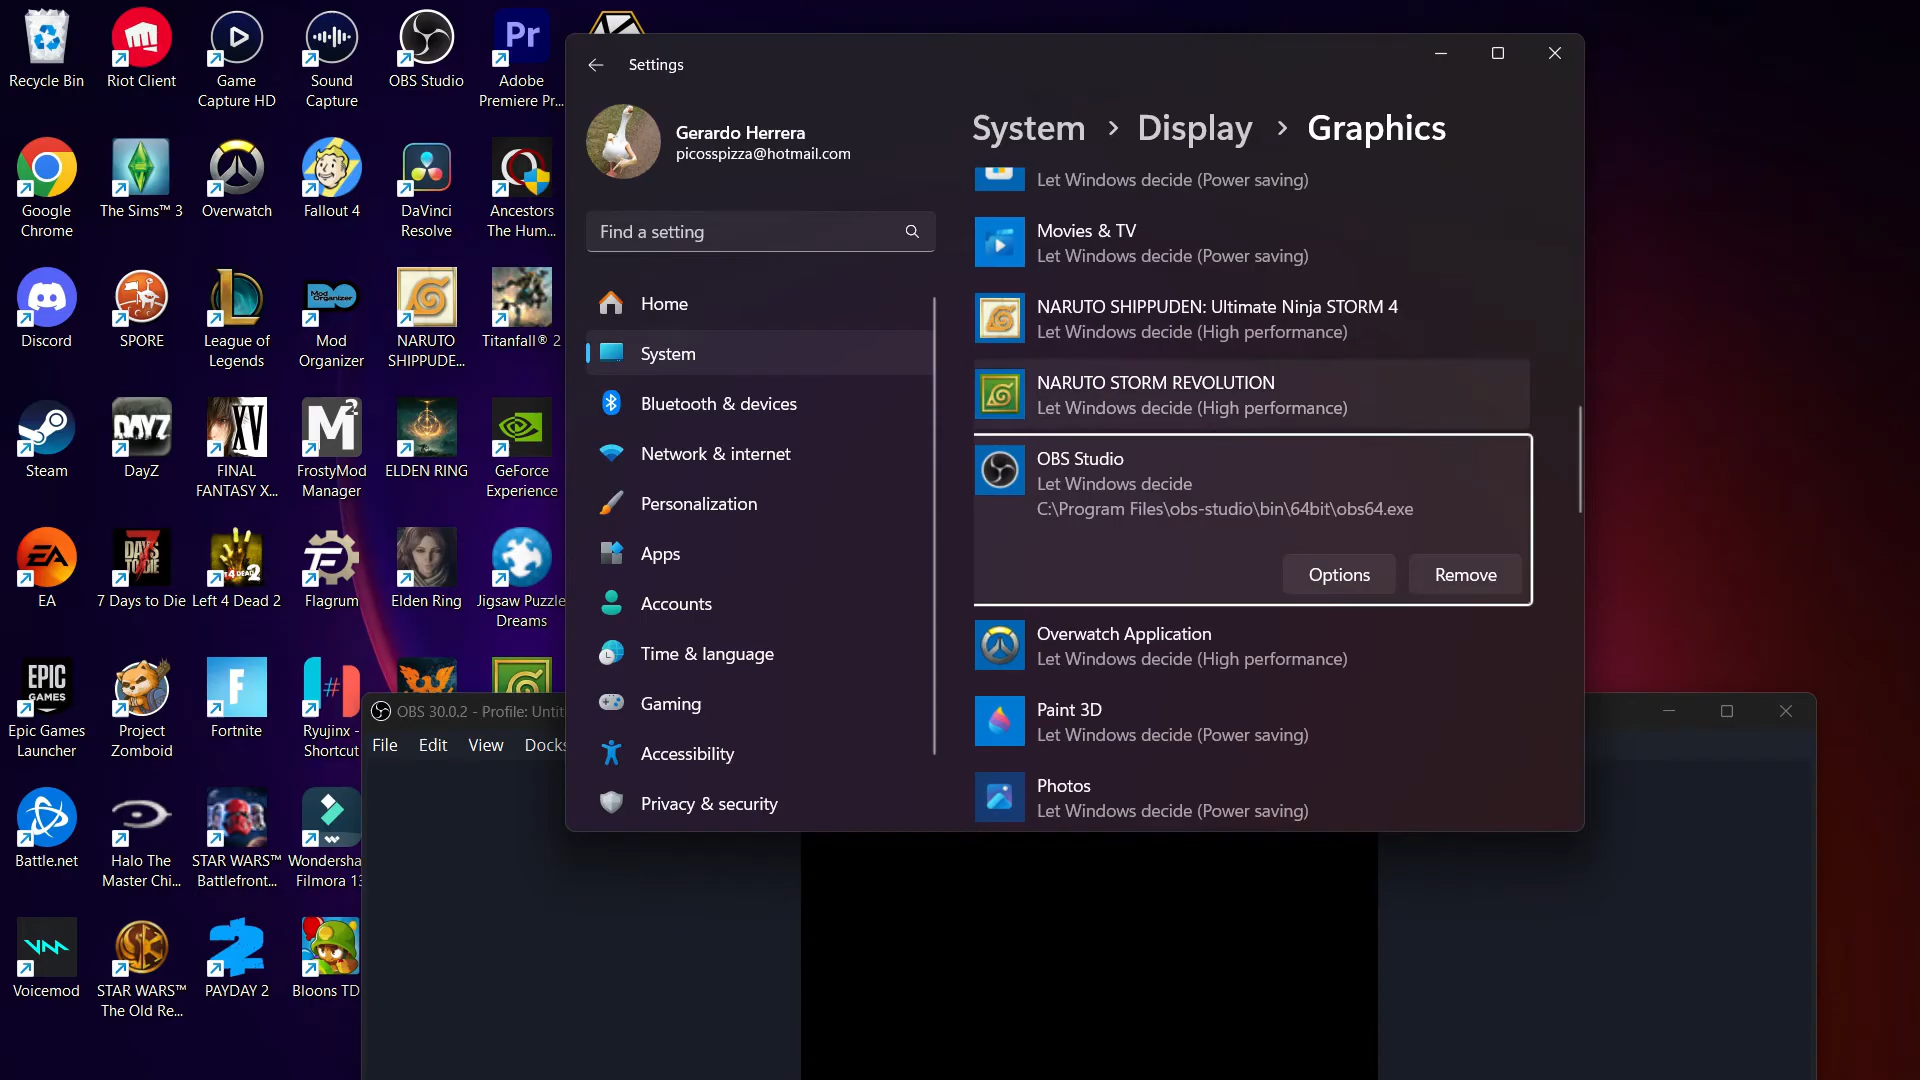 Recycle Bin
Riot Client
Game
Capture HD
Sound
Capture
OBS Studio
Pr
Adobe
Premiere Pr...
Google
Chrome
The Sims™ 3
Overwatch
Fallout 4
DaVinci
Resolve
Ancestors
The Hum...
Discord
SPORE
League of
Legends
Mod
Organizer
Mod
Organizer
NARUTO
SHIPPUDE...
Titanfall® 2
Steam
DAYZ
DayZ
XV
FINAL
FANTASY X...
M2
FrostyMod
Manager
ELDEN RING
GeForce
Experience
EA
EA
7 Days to Die
Left 4 Dead 2
Flagrum
Elden Ring
Jigsaw Puzzle
Dreams
EPIC
GAMES
Epic Games
Launcher
Project
Zomboid
F
Fortnite
Ryujinx -
Shortcut
Battle.net
Halo The
Master Chi...
STAR WARS™
Battlefront...
Wondersha
Filmora 13
Voicemod
STAR WARS™
The Old Re...
2
PAYDAY 2
Bloons TD
Settings
Gerardo Herrera
picosspizza@hotmail.com
Find a setting
Home
System
Bluetooth & devices
Network & internet
Personalization
Apps
Accounts
Time & language
Gaming
Accessibility
Privacy & security
System > Display > Graphics
Let Windows decide (Power saving)
Movies & TV
Let Windows decide (Power saving)
NARUTO SHIPPUDEN: Ultimate Ninja STORM 4
Let Windows decide (High performance)
NARUTO STORM REVOLUTION
Let Windows decide (High performance)
OBS Studio
Let Windows decide
C:\Program Files\obs-studio\bin\64bit\obs64.exe
Options
Remove
Overwatch Application
Let Windows decide (High performance)
Paint 3D
Let Windows decide (Power saving)
Photos
Let Windows decide (Power saving)
OBS 30.0.2 - Profile: Untit
File Edit View Docks